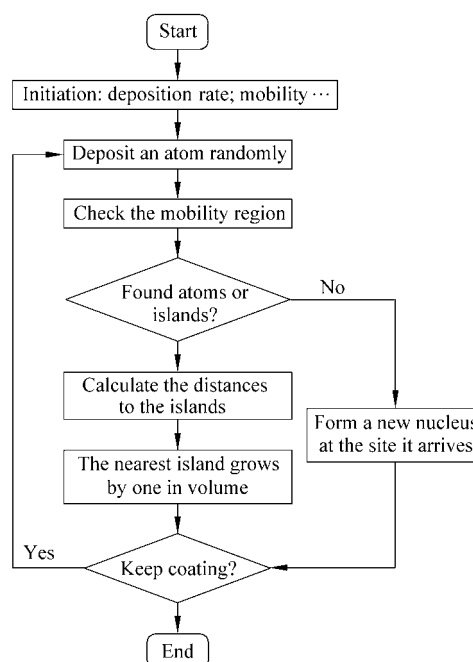 Start
Initiation: deposition rate; mobility ···
Deposit an atom randomly
Check the mobility region
Found atoms or
islands?
No
Calculate the distances
to the islands
Form a new nucleus
at the site it arrives
The nearest island grows
by one in volume
Yes
Keep coating?
End